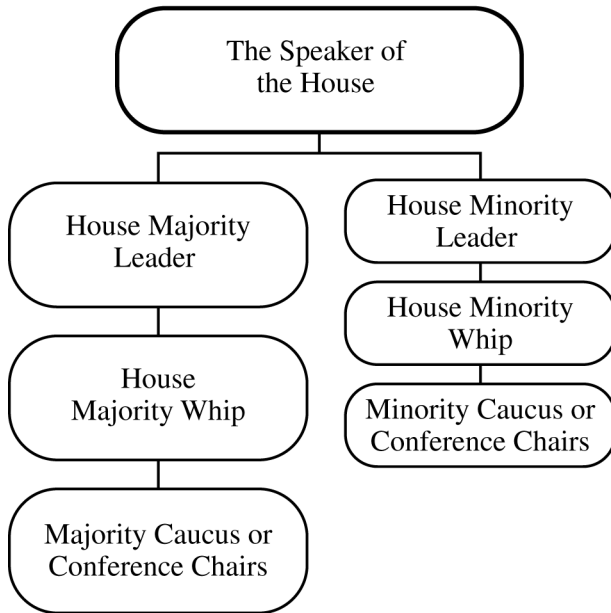 The Speaker of
the House
House Majority
Leader
House
Majority Whip
Majority Caucus or
Conference Chairs
House Minority
Leader
House Minority
Whip
Minority Caucus or
Conference Chairs